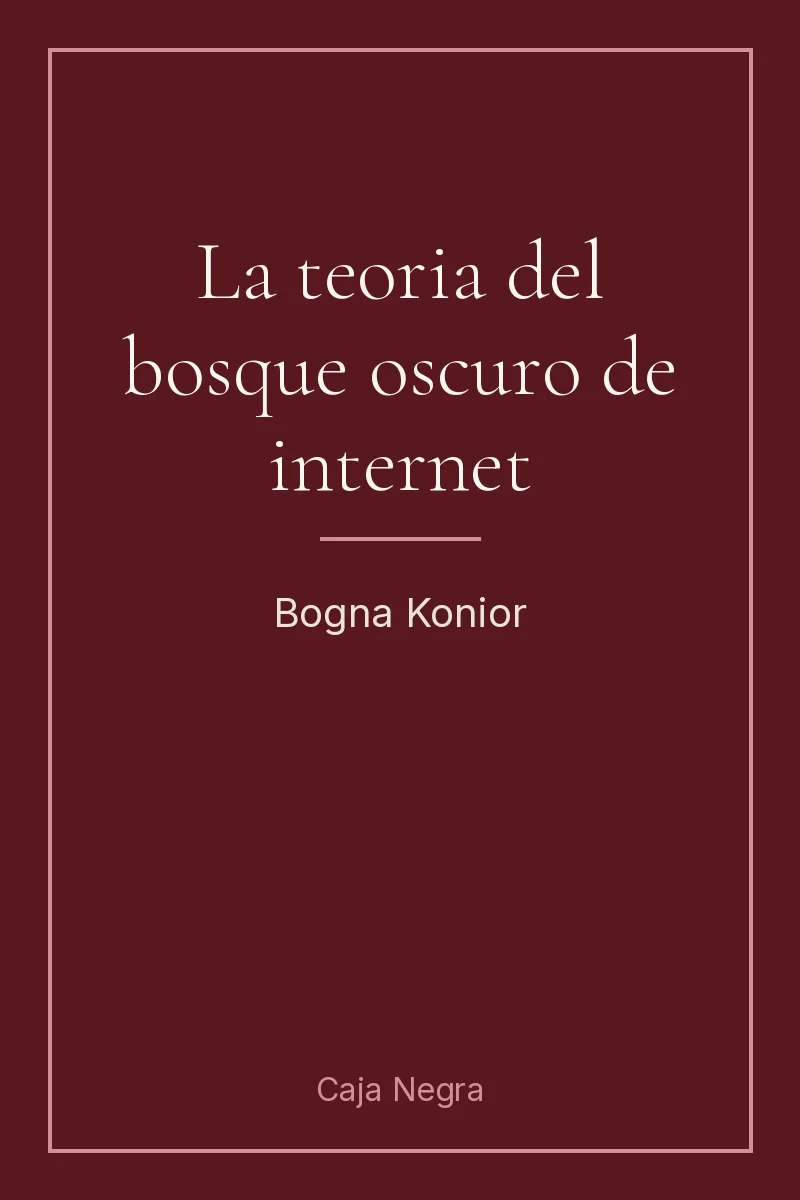 La teoria del
bosque oscuro de
internet
Bogna Konior
Caja Negra